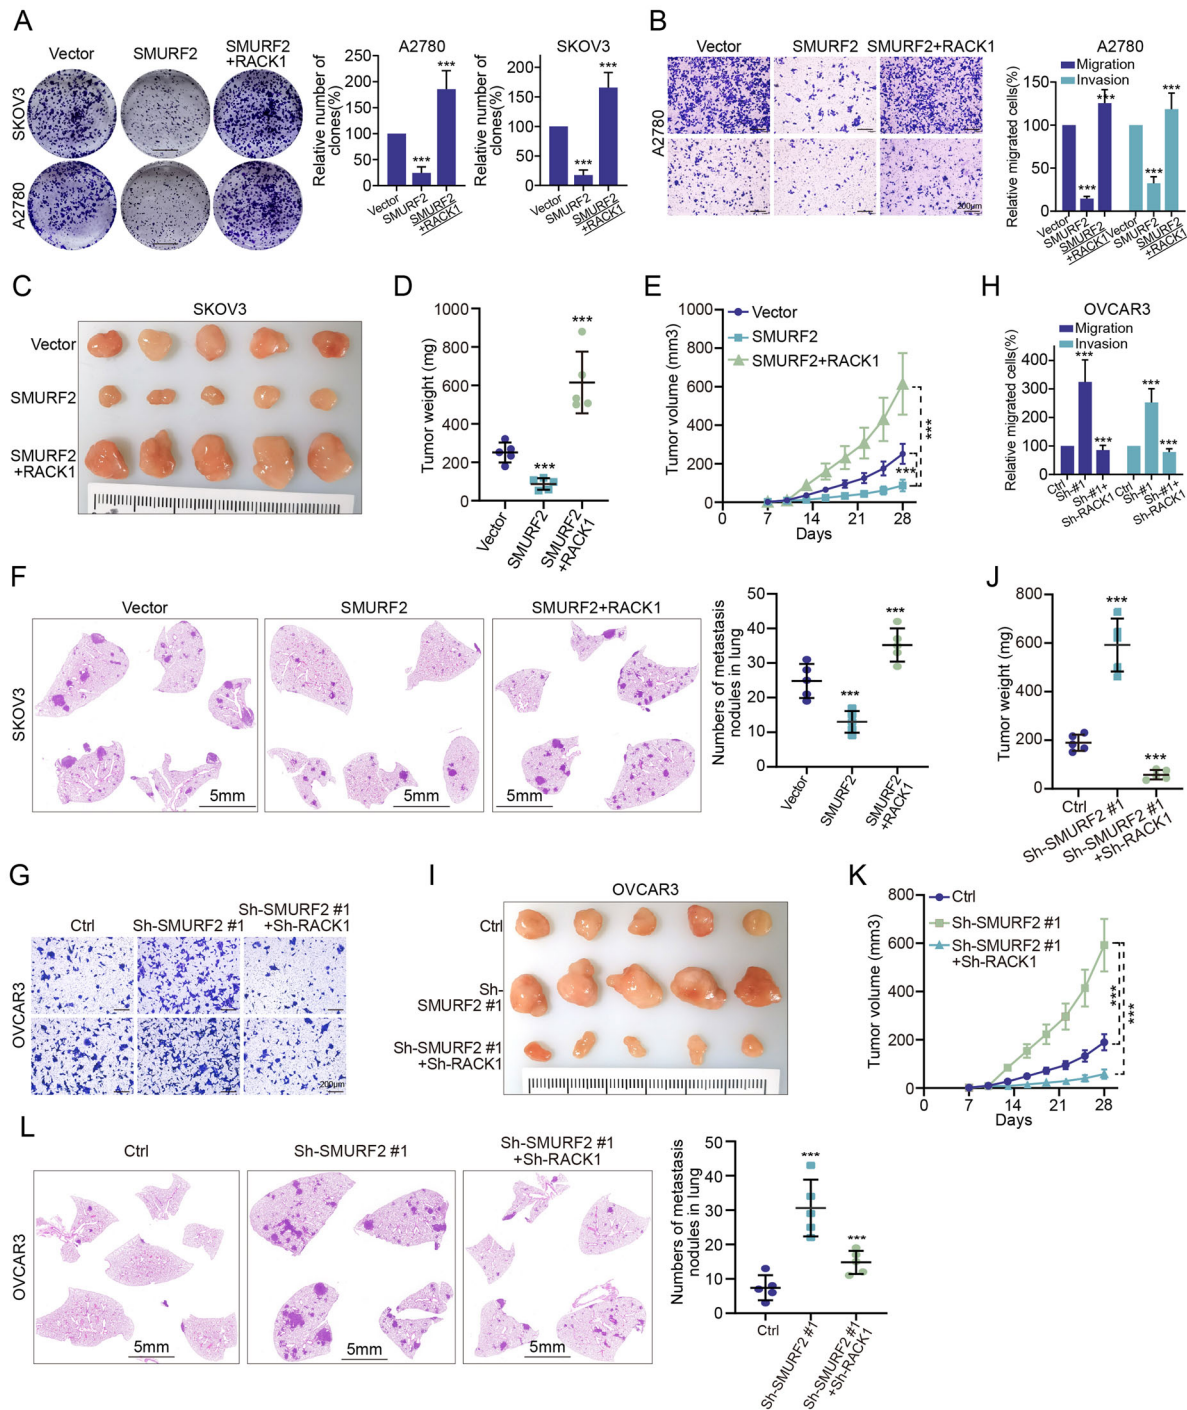 A
Vector
SMURF2
SMURF2
+RACK1
SKOV3
A2780
A2780
Relative number of
clones(%)
200
150
100
50
0
***
***
Vector
SMURF2
SMURF2
+RACK1
SKOV3
Relative number of
clones(%)
200
150
100
50
0
***
***
Vector
SMURF2
SMURF2
+RACK1
B
Vector
SMURF2
SMURF2+RACK1
A2780
200µm
A2780
Migration
Invasion
Relative migrated cells(%)
150
100
50
0
***
***
***
***
Vector
SMURF2
SMURF2
+RACK1
Vector
SMURF2
SMURF2
+RACK1
C
SKOV3
Vector
SMURF2
SMURF2
+RACK1
D
Tumor weight (mg)
1000
800
600
400
200
0
***
***
Vector
SMURF2
SMURF2
+RACK1
E
Tumor volume (mm3)
1000
800
600
400
200
0
Vector
SMURF2
SMURF2+RACK1
***
***
0
7
14
21
28
Days
H
OVCAR3
Migration
Invasion
Relative migrated cells(%)
400
300
200
100
0
***
***
***
***
Ctrl
Sh-#1
Sh-#1+
Sh-RACK1
Ctrl
Sh-#1
Sh-#1+
Sh-RACK1
F
Vector
SMURF2
SMURF2+RACK1
SKOV3
5mm
5mm
5mm
Numbers of metastasis
nodules in lung
50
40
30
20
10
0
***
***
Vector
SMURF2
SMURF2
+RACK1
J
Tumor weight (mg)
800
600
400
200
0
***
***
Ctrl
Sh-SMURF2 #1
Sh-SMURF2 #1
+Sh-RACK1
G
Ctrl
Sh-SMURF2 #1
Sh-SMURF2 #1
+Sh-RACK1
OVCAR3
200µm
I
OVCAR3
Ctrl
Sh-
SMURF2 #1
Sh-SMURF2 #1
+Sh-RACK1
K
Tumor volume (mm3)
800
600
400
200
0
Ctrl
Sh-SMURF2 #1
Sh-SMURF2 #1
+Sh-RACK1
***
***
0
7
14
21
28
Days
L
Ctrl
Sh-SMURF2 #1
Sh-SMURF2 #1
+Sh-RACK1
OVCAR3
5mm
5mm
5mm
Numbers of metastasis
nodules in lung
50
40
30
20
10
0
***
***
Ctrl
Sh-SMURF2 #1
Sh-SMURF2 #1
+Sh-RACK1